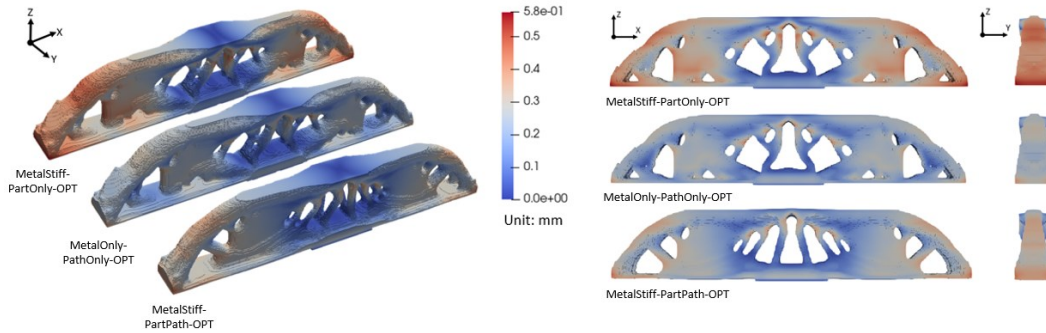 Z
X
Y
MetalStiff-
PartOnly-OPT
MetalOnly-
PathOnly-OPT
MetalStiff-
PartPath-OPT
5.8e-01
0.5
0.4
0.3
0.2
0.1
0.0e+00
Unit: mm
Z
X
MetalStiff-PartOnly-OPT
MetalOnly-PathOnly-OPT
MetalStiff-PartPath-OPT
Z
Y